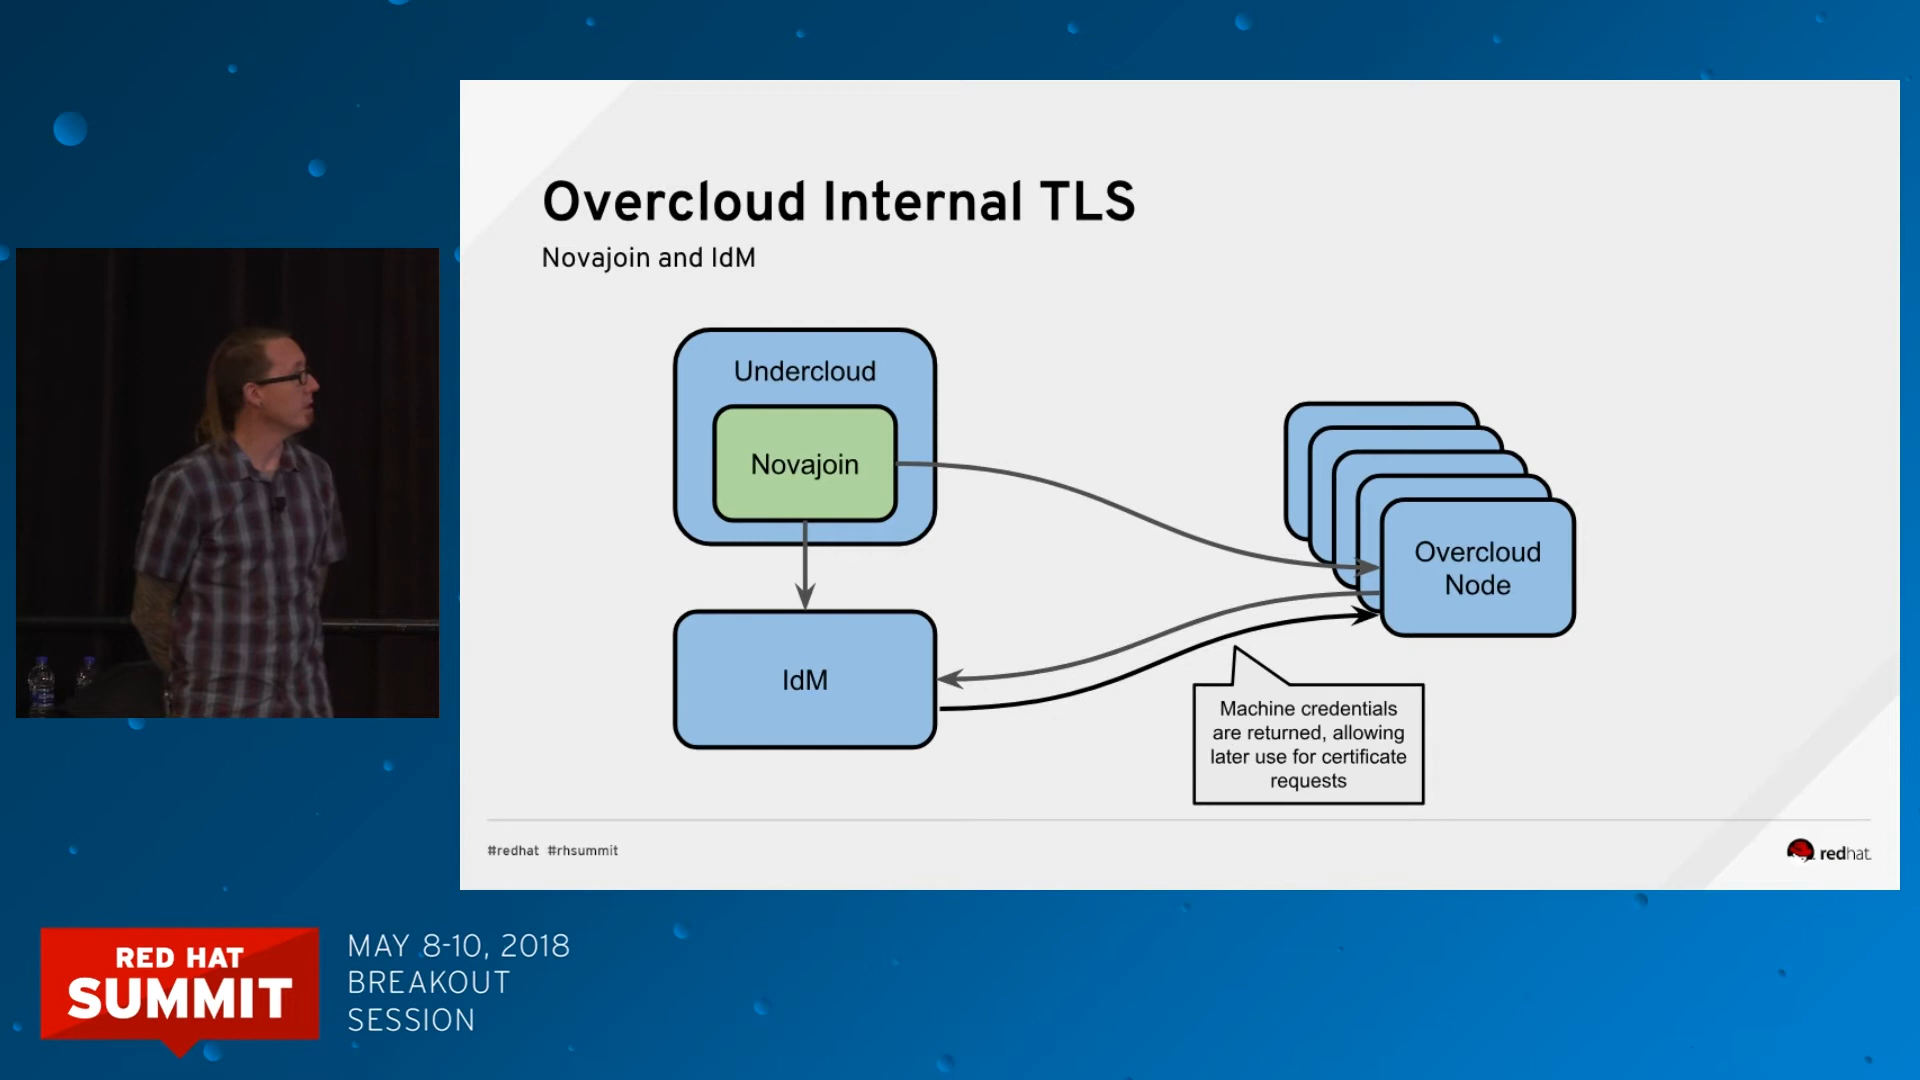 Overcloud Internal TLS
Novajoin and IdM
Undercloud
Novajoin
Overcloud
Node
IdM
Machine credentials
are returned, allowing
later use for certificate
requests
#redhat #rhsummit
redhat.
RED HAT
SUMMIT
MAY 8-10, 2018
BREAKOUT
SESSION